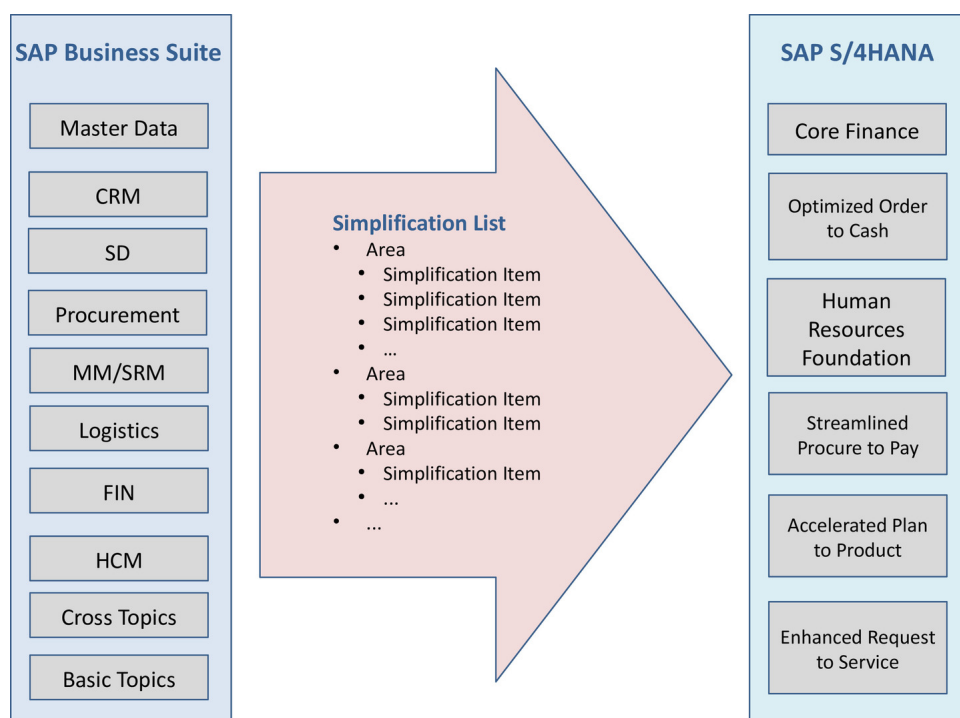 SAP Business Suite
Master Data
CRM
SD
Procurement
MM/SRM
Logistics
FIN
HCM
Cross Topics
Basic Topics
Simplification List
• Area
• Simplification Item
• Simplification Item
• Simplification Item
• ...
• Area
• Simplification Item
• Simplification Item
• Area
• Simplification Item
• ...
• ...
SAP S/4HANA
Core Finance
Optimized Order
to Cash
Human
Resources
Foundation
Streamlined
Procure to Pay
Accelerated Plan
to Product
Enhanced Request
to Service